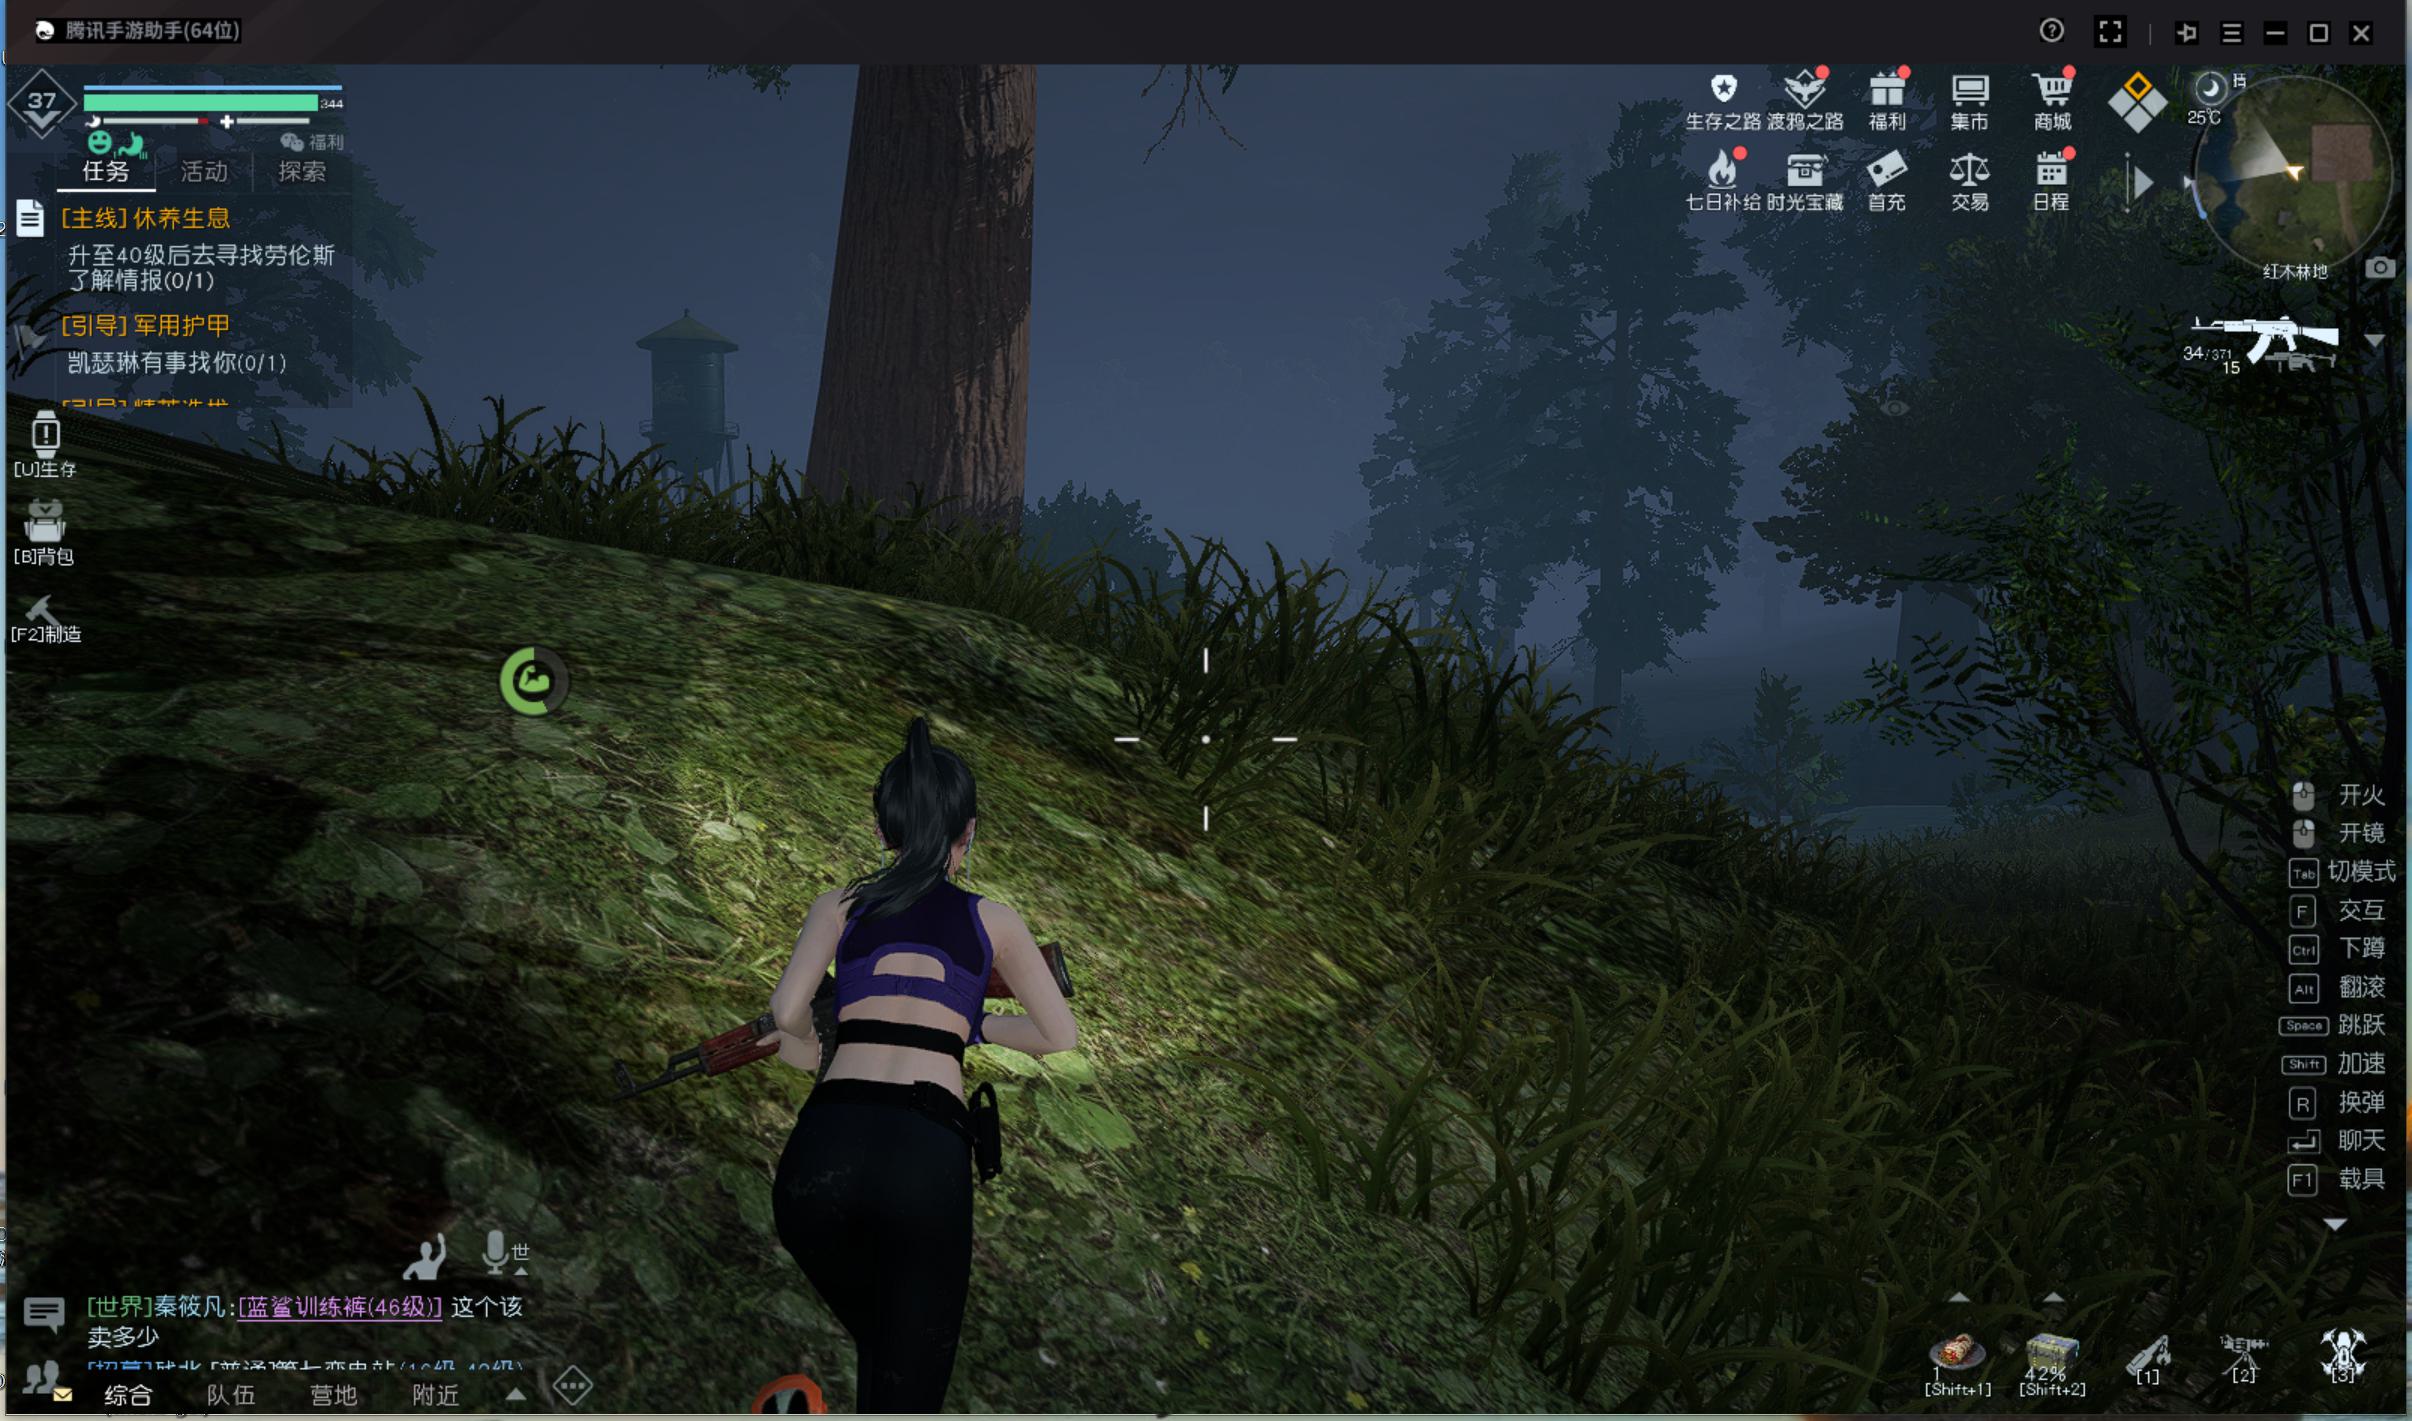 腾讯手游助手(64位)
37
344
福利
任务 活动 探索
[主线] 休养生息
升至40级后去寻找劳伦斯
了解情报(0/1)
[引导] 军用护甲
凯瑟琳有事找你(0/1)
[U]生存
[B]背包
[F2]制造
生存之路 渡鸦之路 福利 集市 商城
七日补给 时光宝藏 首充 交易 日程
25℃
红木林地
34/371
15
开火
开镜
Tab 切模式
F 交互
Ctrl 下蹲
Alt 翻滚
Space 跳跃
Shift 加速
R 换弹
聊天
F1 载具
世
[世界]秦筱凡:[蓝鲨训练裤(46级)] 这个该
卖多少
综合 队伍 营地 附近
1 42%
[Shift+1] [Shift+2] [1] [2] [3]